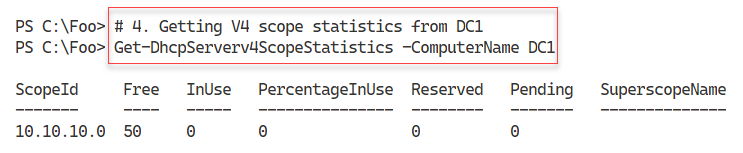 PS C:\Foo> # 4. Getting V4 scope statistics from DC1
PS C:\Foo> Get-DhcpServerv4ScopeStatistics -ComputerName DC1
ScopeId Free InUse PercentageInUse Reserved Pending SuperscopeName
------- ---- ----- --------------- -------- ------- --------------
10.10.10.0 50 0 0 0 0